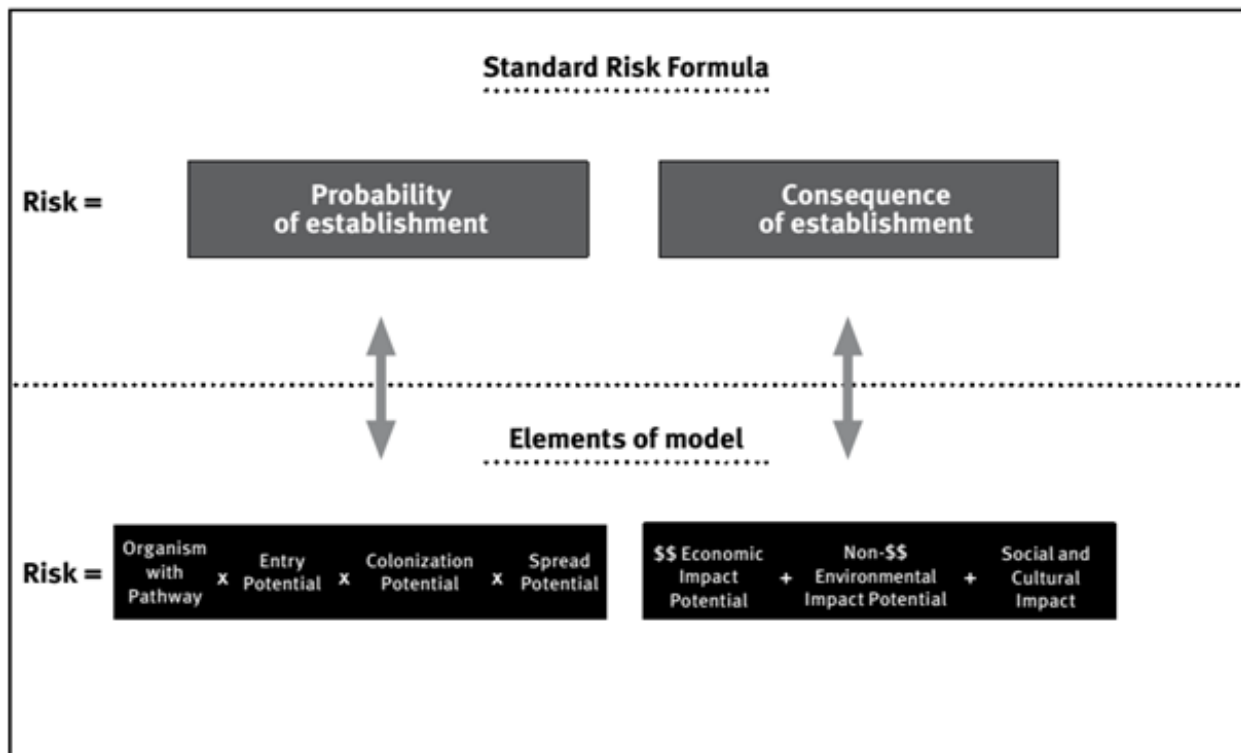 Standard Risk Formula
Risk =
Probability
of establishment
Consequence
of establishment
Elements of model
Risk =
Organism
with
Pathway
x
Entry
Potential
x
Colonization
Potential
x
Spread
Potential
$$ Economic
Impact
Potential
+
Non-$$
Environmental
Impact Potential
+
Social and
Cultural
Impact